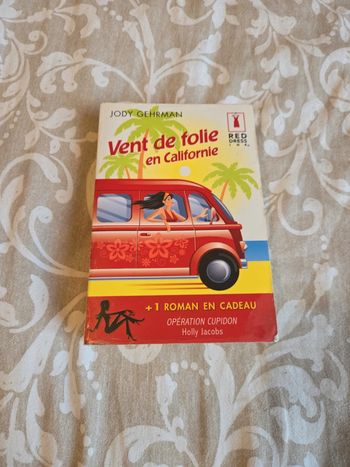 JODY GEHRMAN
Vent de folie
en Californie
RED
DRESS
INK
+ 1 ROMAN EN CADEAU
OPÉRATION CUPIDON
Holly Jacobs